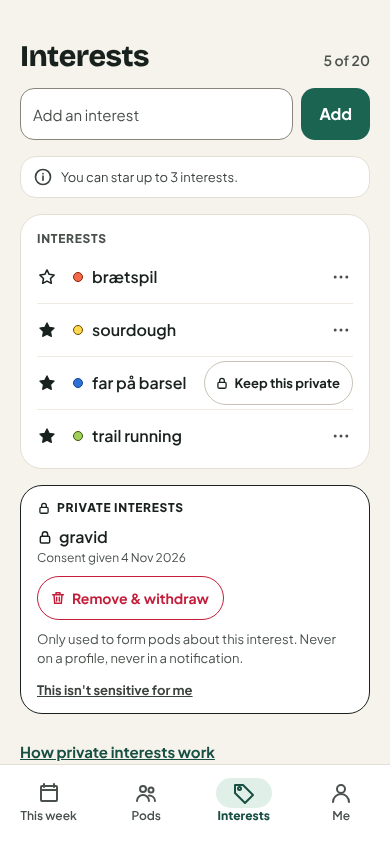 Interests
5 of 20
Add an interest
Add
You can star up to 3 interests.
INTERESTS
brætspil
sourdough
far på barsel
Keep this private
trail running
PRIVATE INTERESTS
gravid
Consent given 4 Nov 2026
Remove & withdraw
Only used to form pods about this interest. Never
on a profile, never in a notification.
This isn't sensitive for me
How private interests work
This week
Pods
Interests
Me